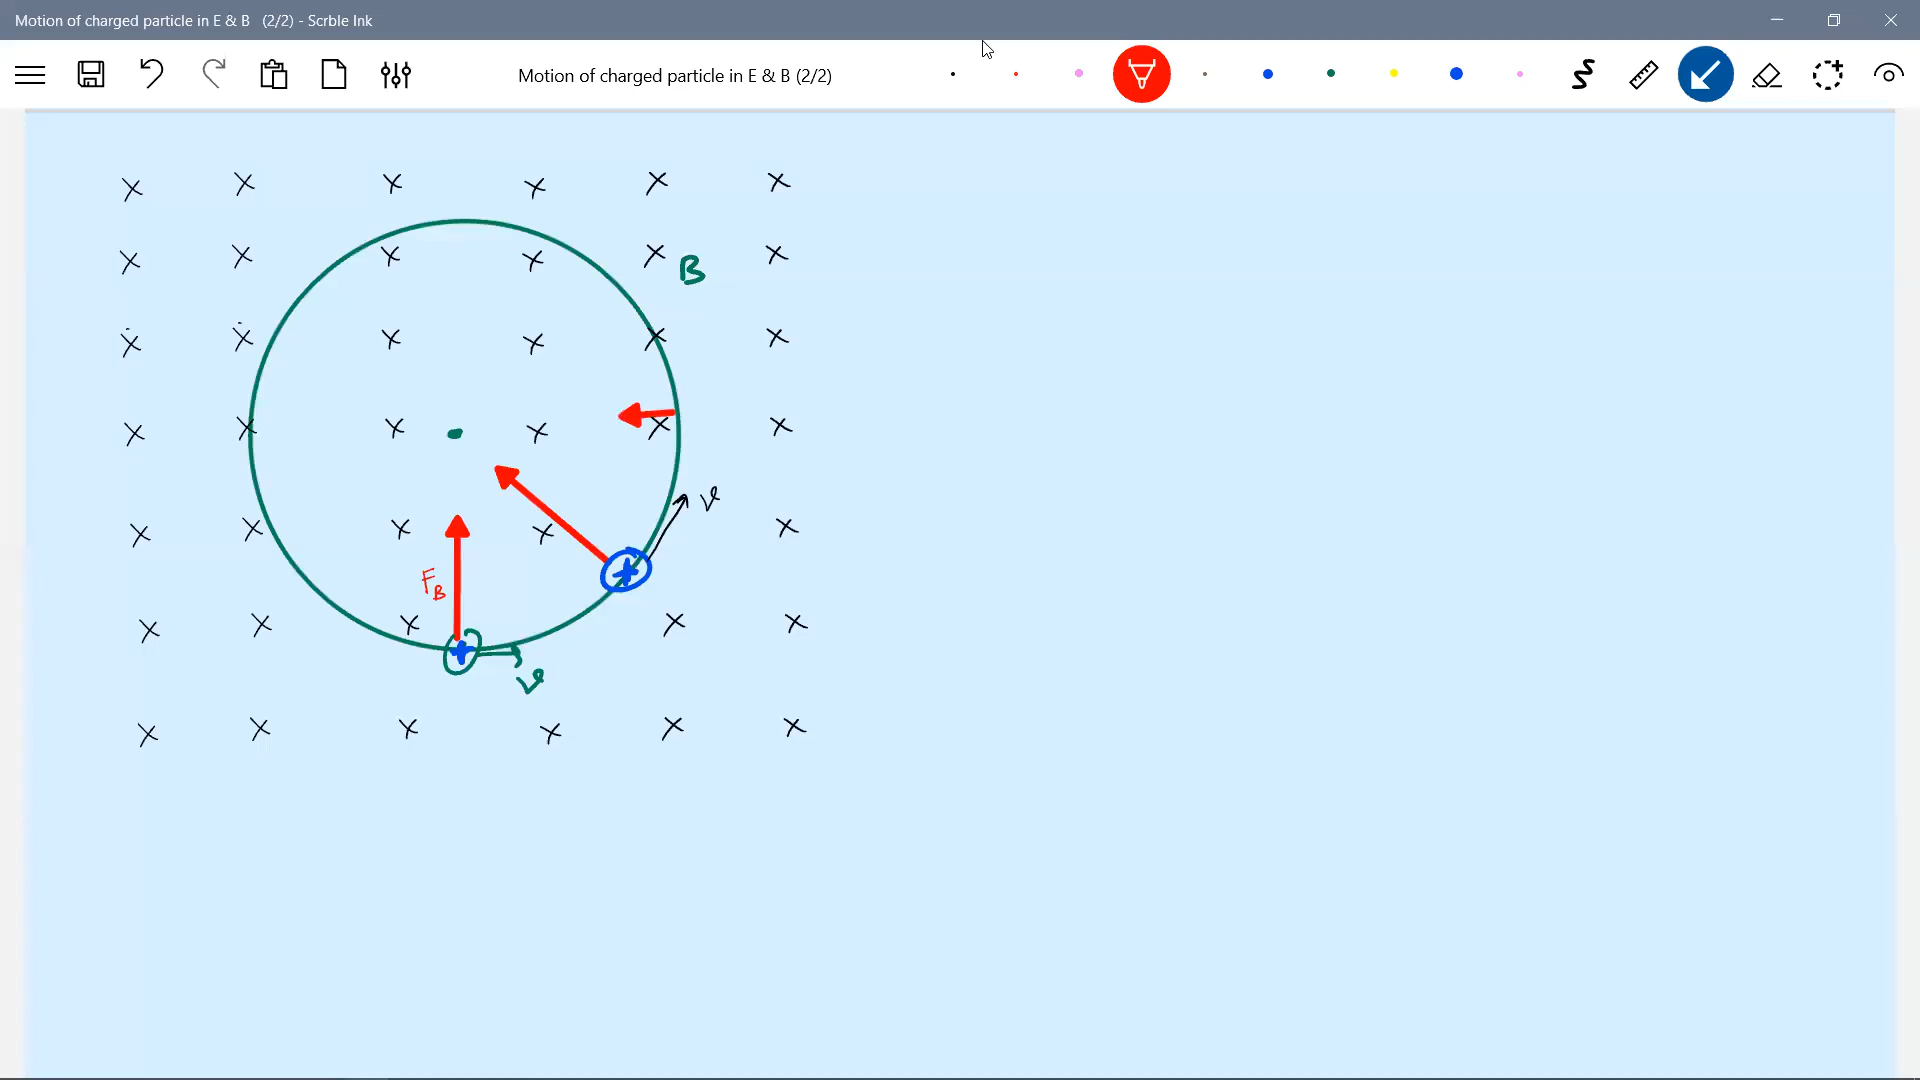 Motion of charged particle in E & B (2/2) - Scrble Ink
Motion of charged particle in E & B (2/2)
x x x x x x
x x x x x x
B
x x x x x x
x x x x x x
x x x x x
v
F_B
x x x x x
v
x x x x x x